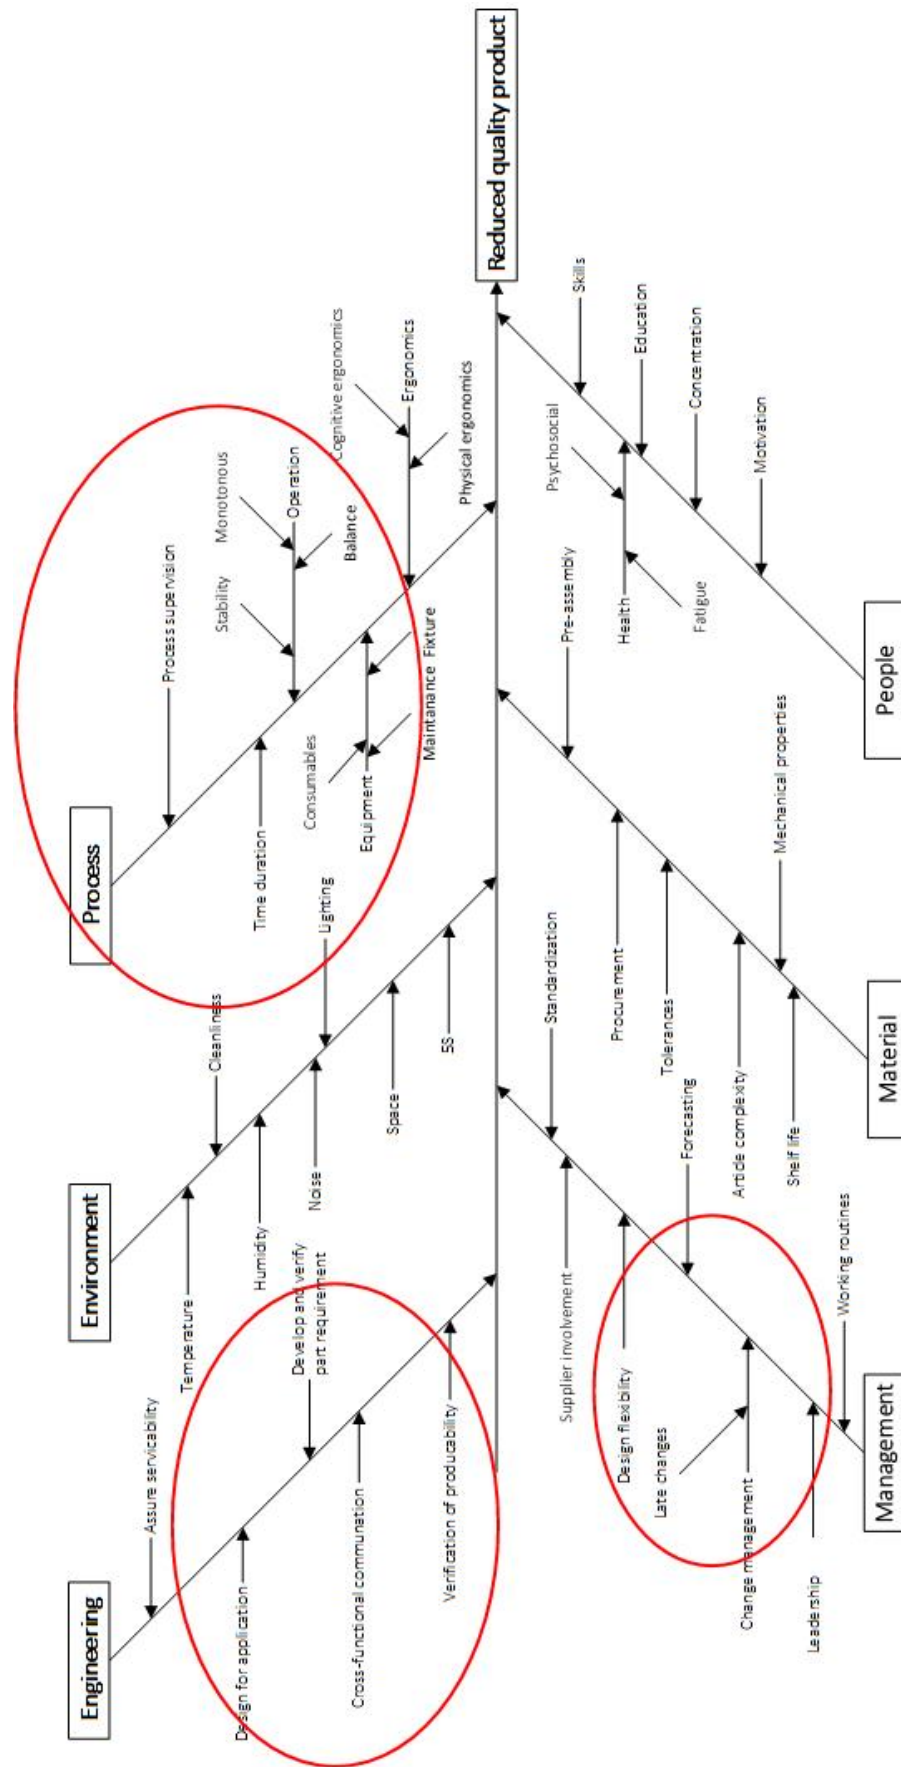 Engineering
Assure servicability
Design for application
Develop and verify
part requirement
Cross-functional communation
Verification of producability
Environment
Temperature
Cleanliness
Humidity
Noise
Lighting
Space
5S
Process
Process supervision
Time duration
Stability
Monotonous
Operation
Balance
Consumables
Equipment
Maintanance
Fixture
Cognitive ergonomics
Ergonomics
Physical ergonomics
Reduced quality product
Management
Standardization
Supplier involvement
Design flexibility
Forecasting
Late changes
Change management
Leadership
Working routines
Material
Pre-assembly
Procurement
Tolerances
Article complexity
Mechanical properties
Shelf life
People
Skills
Psychosocial
Health
Education
Fatigue
Concentration
Motivation